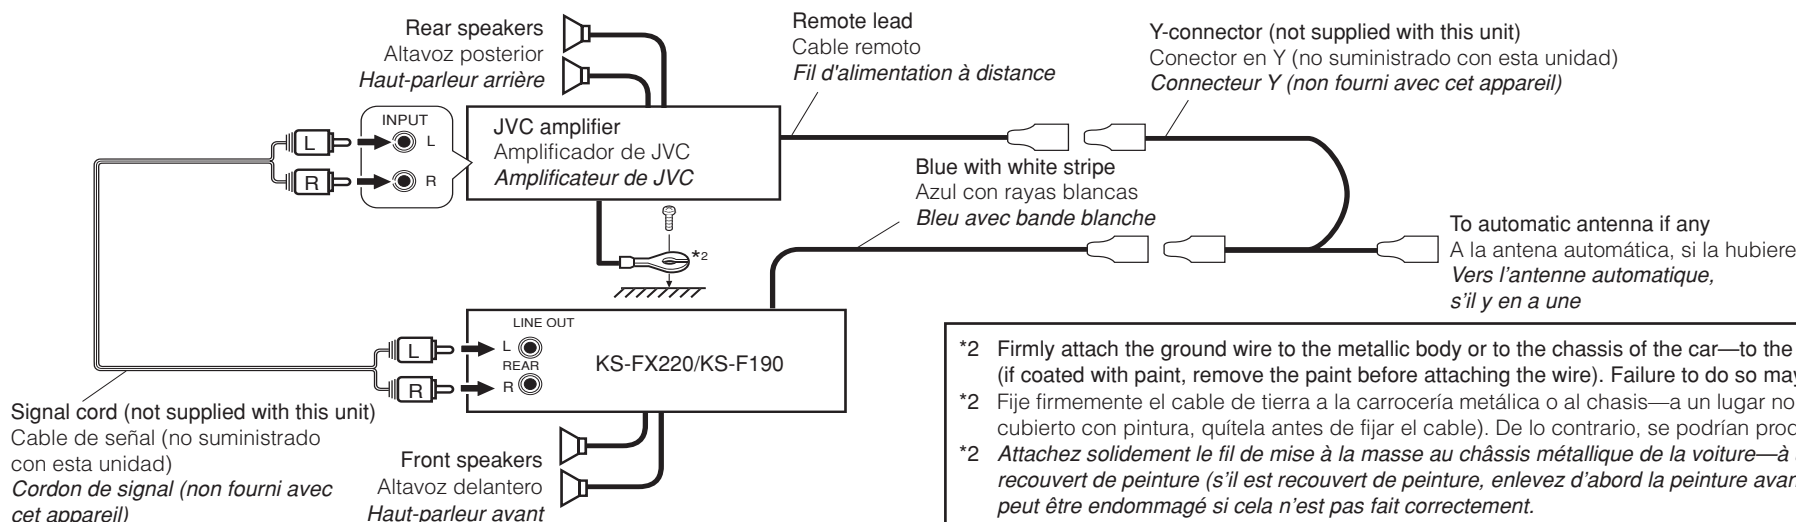 Rear speakers
Altavoz posterior
Haut-parleur arrière
Remote lead
Cable remoto
Fil d'alimentation à distance
Y-connector (not supplied with this unit)
Conector en Y (no suministrado con esta unidad)
Connecteur Y (non fourni avec cet appareil)
INPUT
L L
R R
JVC amplifier
Amplificador de JVC
Amplificateur de JVC
Blue with white stripe
Azul con rayas blancas
Bleu avec bande blanche
*2
To automatic antenna if any
A la antena automática, si la hubiere
Vers l'antenne automatique,
s'il y en a une
LINE OUT
L L
REAR
R R
KS-FX220/KS-F190
Signal cord (not supplied with this unit)
Cable de señal (no suministrado
con esta unidad)
Cordon de signal (non fourni avec
cet appareil)
Front speakers
Altavoz delantero
Haut-parleur avant
*2 Firmly attach the ground wire to the metallic body or to the chassis of the car—to the
(if coated with paint, remove the paint before attaching the wire). Failure to do so may
*2 Fije firmemente el cable de tierra a la carrocería metálica o al chasis—a un lugar no
cubierto con pintura, quítela antes de fijar el cable). De lo contrario, se podrían
*2 Attachez solidement le fil de mise à la masse au châssis métallique de la voiture—à
recouvert de peinture (s'il est recouvert de peinture, enlevez d'abord la peinture
peut être endommagé si cela n'est pas fait correctement.